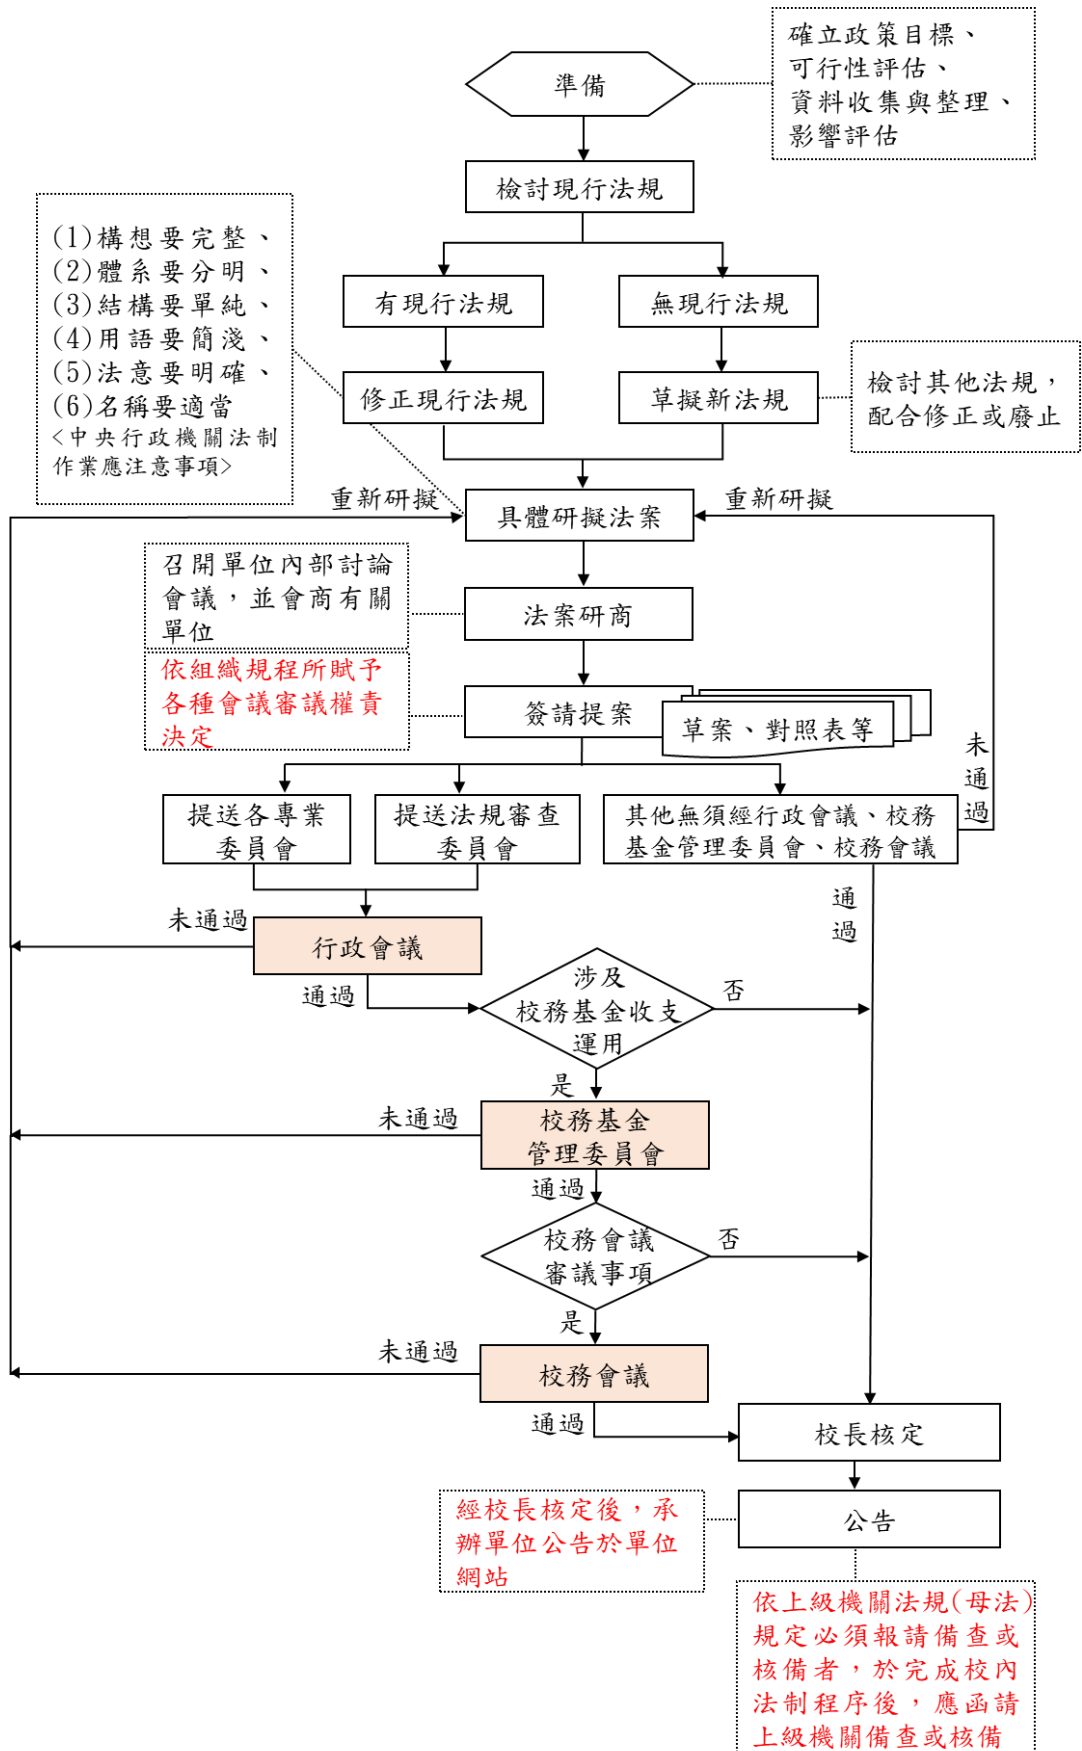 準備
確立政策目標、
可行性評估、
資料收集與整理、
影響評估
檢討現行法規
(1)構想要完整、
(2)體系要分明、
(3)結構要單純、
(4)用語要簡淺、
(5)法意要明確、
(6)名稱要適當
<中央行政機關法制
作業應注意事項>
有現行法規
無現行法規
修正現行法規
草擬新法規
檢討其他法規，
配合修正或廢止
重新研擬
具體研擬法案
重新研擬
召開單位內部討論
會議，並會商有關
單位
法案研商
依組織規程所賦予
各種會議審議權責
決定
簽請提案
草案、對照表等
未通過
提送各專業
委員會
提送法規審查
委員會
其他無須經行政會議、校務
基金管理委員會、校務會議
通過
未通過
行政會議
通過
涉及
校務基金收支
運用
否
是
未通過
校務基金
管理委員會
通過
校務會議
審議事項
否
是
未通過
校務會議
通過
校長核定
經校長核定後，承
辦單位公告於單位
網站
公告
依上級機關法規(母法)
規定必須報請備查或
核備者，於完成校內
法制程序後，應函請
上級機關備查或核備